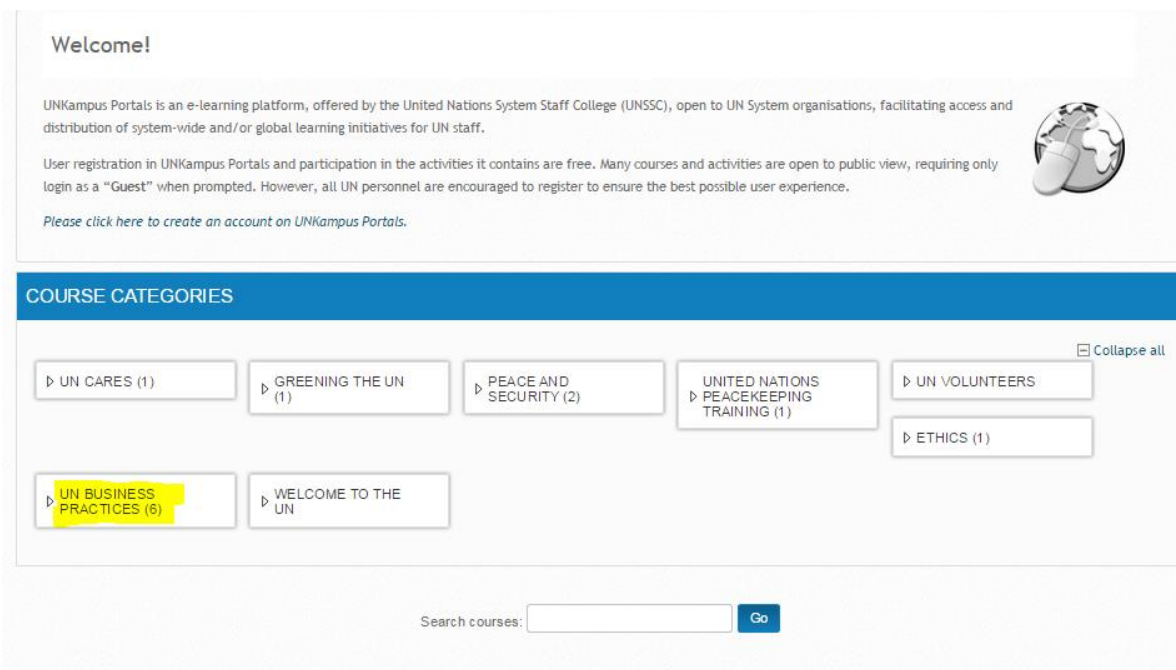 Welcome!
UNKampus Portals is an e-learning platform, offered by the United Nations System Staff College (UNSSC), open to UN System organisations, facilitating access and
distribution of system-wide and/or global learning initiatives for UN staff.
User registration in UNKampus Portals and participation in the activities it contains are free. Many courses and activities are open to public view, requiring only
login as a “Guest” when prompted. However, all UN personnel are encouraged to register to ensure the best possible user experience.
Please click here to create an account on UNKampus Portals.
COURSE CATEGORIES
Collapse all
UN CARES (1)
GREENING THE UN
(1)
PEACE AND
SECURITY (2)
UNITED NATIONS
PEACEKEEPING
TRAINING (1)
UN VOLUNTEERS
ETHICS (1)
UN BUSINESS
PRACTICES (6)
WELCOME TO THE
UN
Search courses:
Go